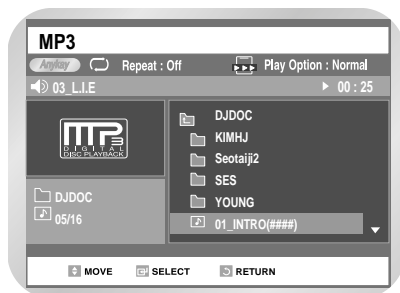 MP3
Anykey Repeat : Off Play Option : Normal
03_L.I.E 00 : 25
MP3
DIGITAL
DISC PLAYBACK
DJDOC
05/16
DJDOC
KIMHJ
Seotaiji2
SES
YOUNG
01_INTRO(####)
MOVE SELECT RETURN